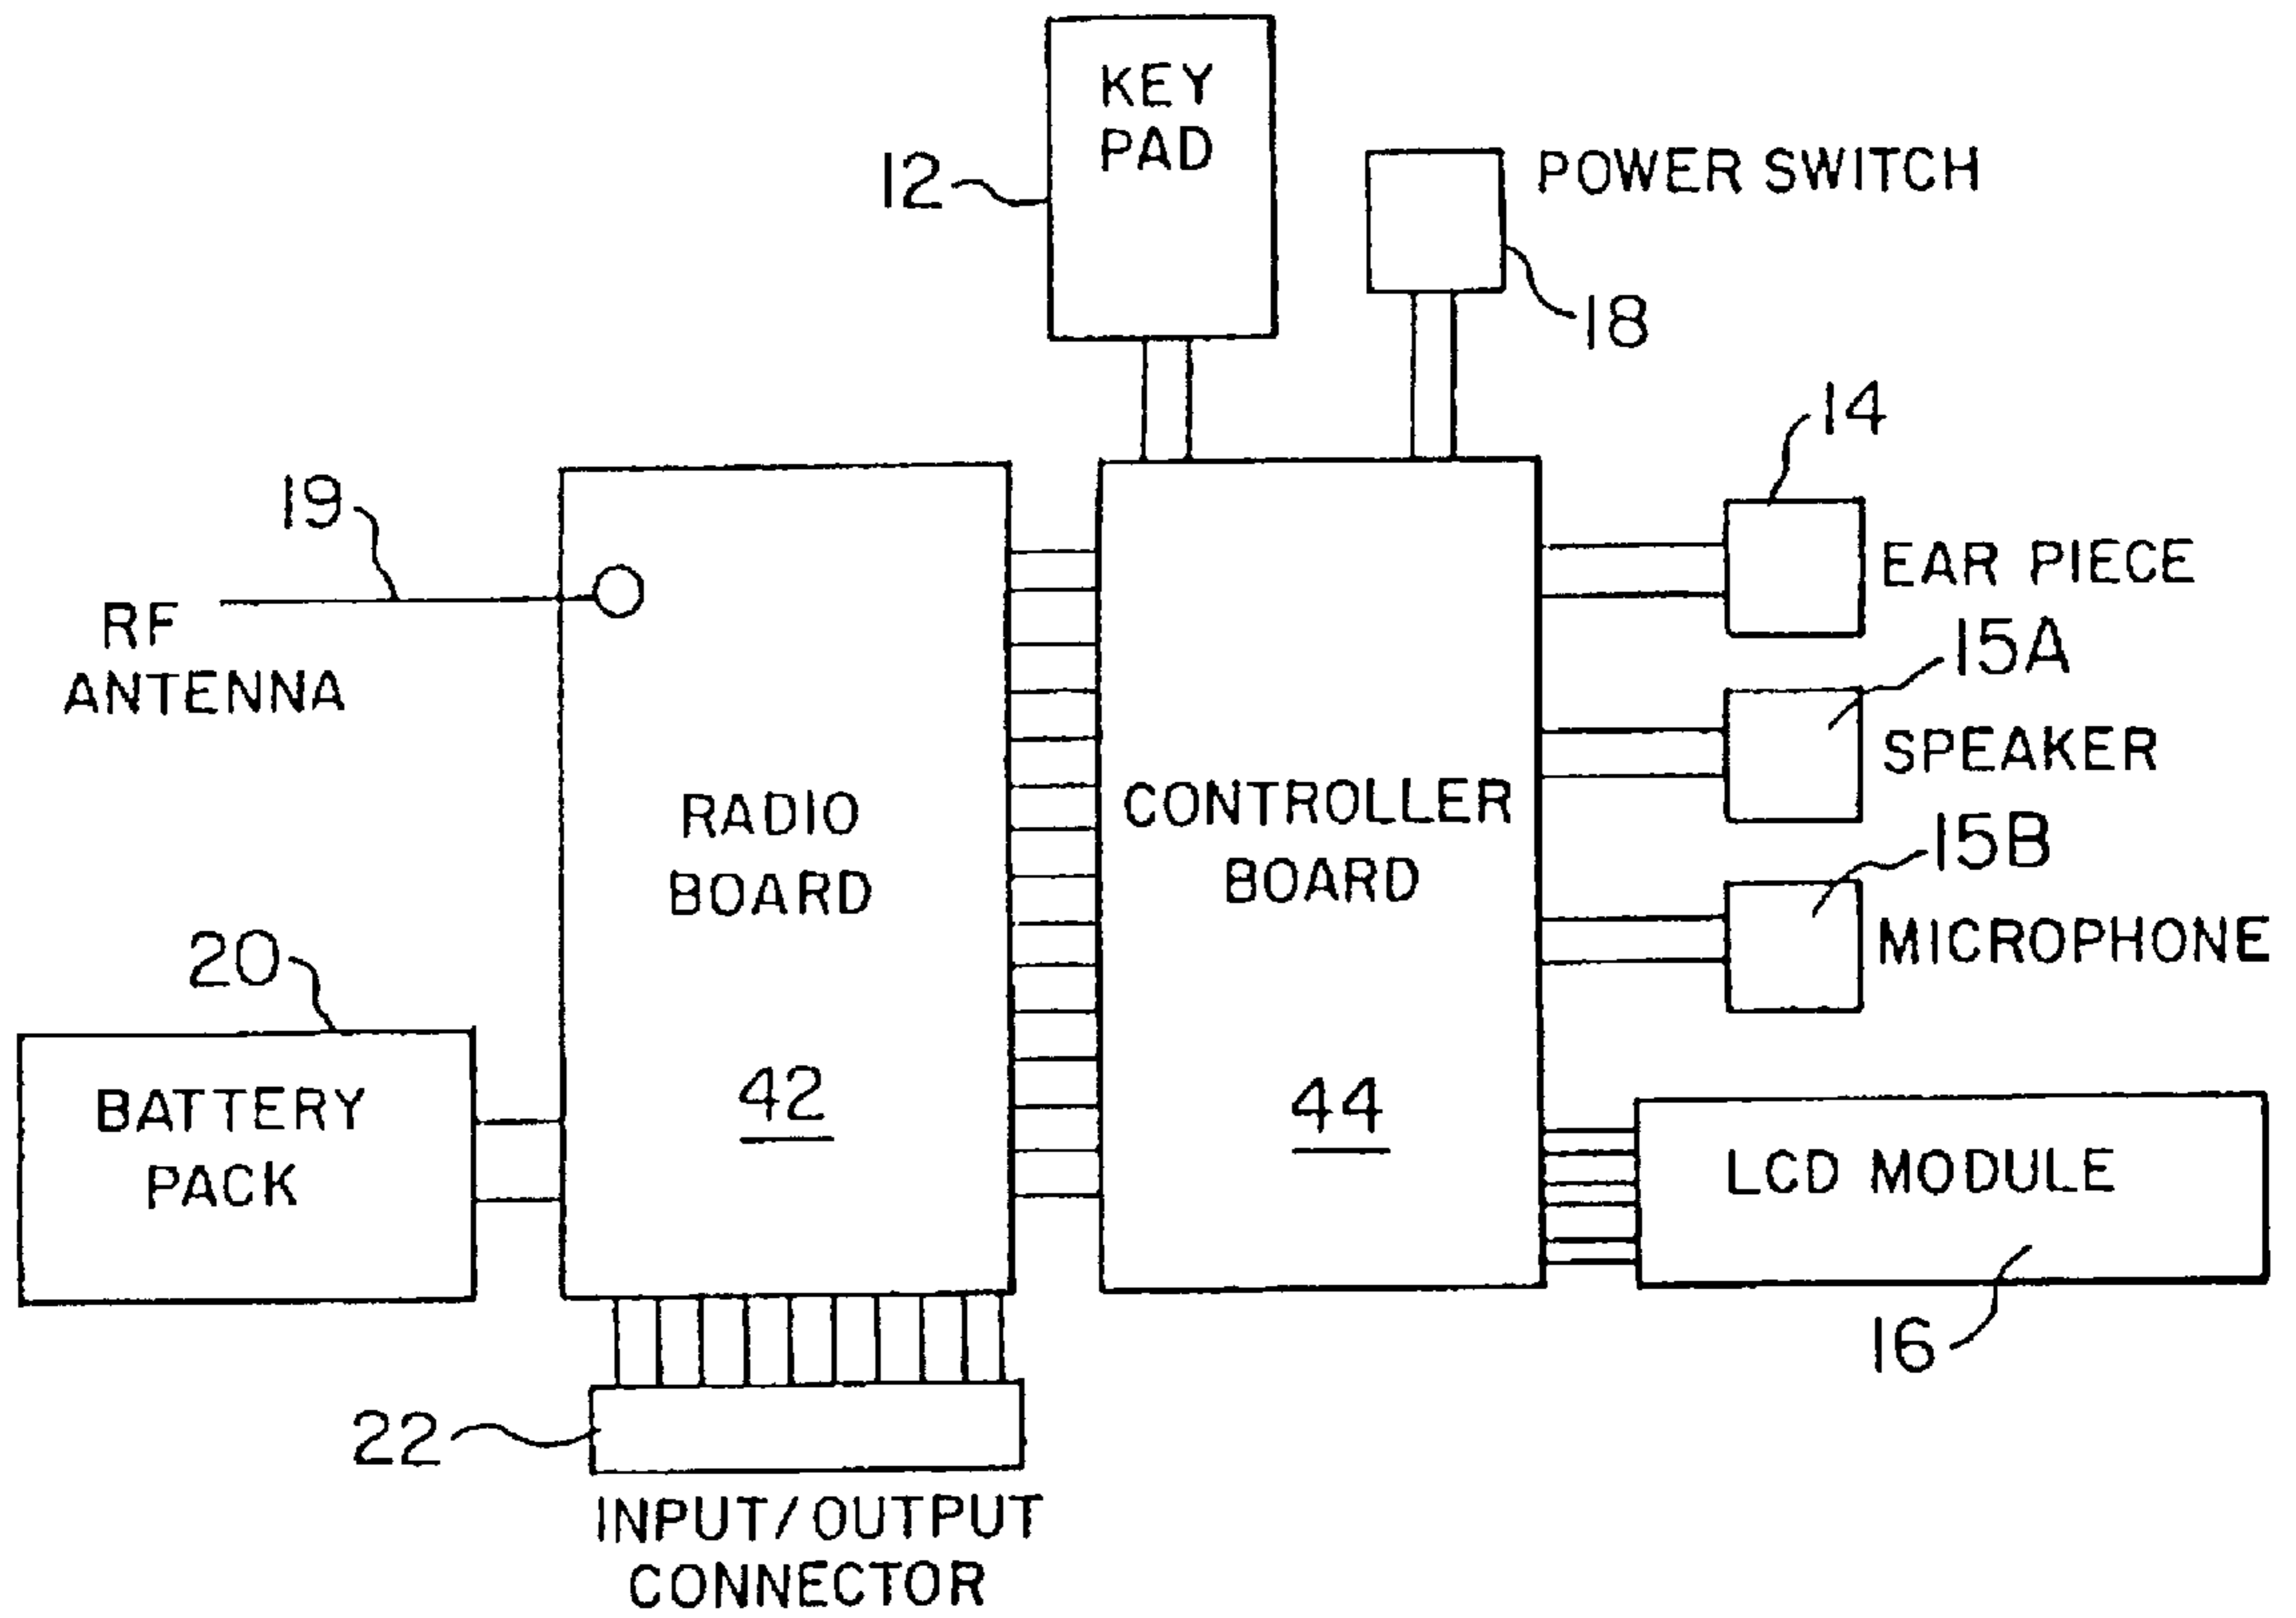 KEY
PAD
12
POWER SWITCH
18
14
EAR PIECE
19
RF
ANTENNA
15A
SPEAKER
RADIO
BOARD
42
CONTROLLER
BOARD
44
15B
MICROPHONE
20
BATTERY
PACK
LCD MODULE
16
22
INPUT/OUTPUT
CONNECTOR